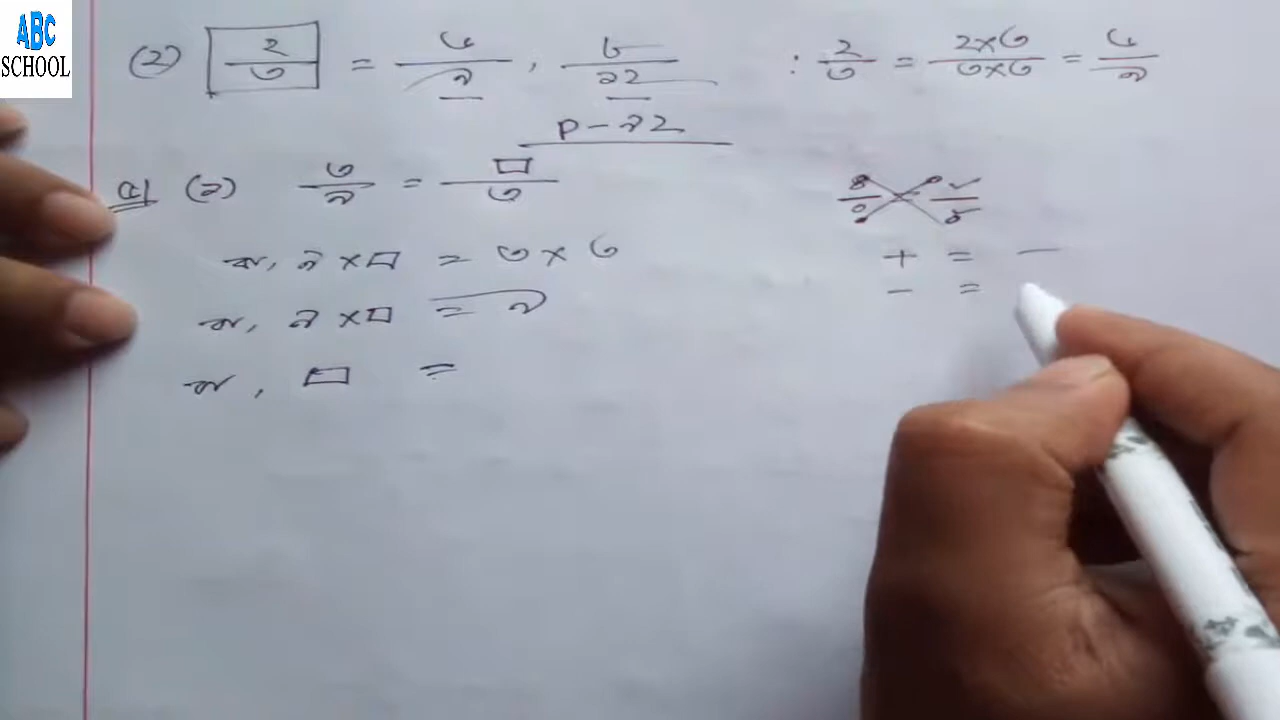 ABC
SCHOOL
(২) ২/৩ = ৬/৯, ৮/১২ : ২/৩ = ২×৩/৩×৩ = ৬/৯
P-৯২
(১) ৩/৯ = □/৩
বা, ৯ × □ = ৩ × ৩
বা, ৯ × □ = ৯
বা, □ =
+ = −
− =